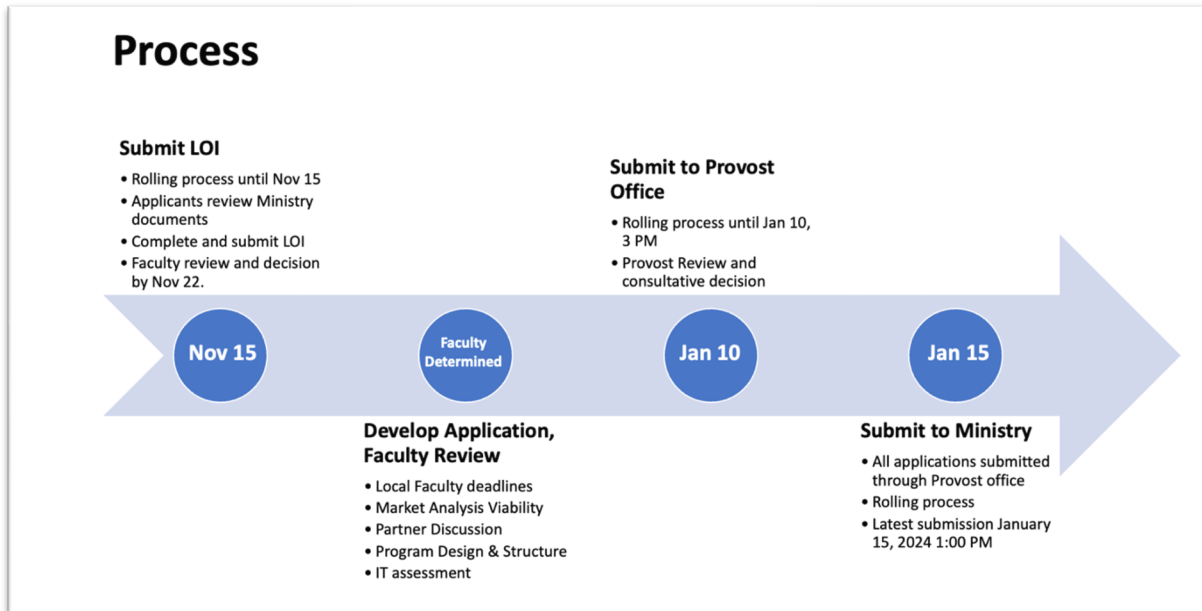 Process
Submit LOI
• Rolling process until Nov 15
• Applicants review Ministry
documents
• Complete and submit LOI
• Faculty review and decision
by Nov 22.
Nov 15
Faculty
Determined
Develop Application,
Faculty Review
• Local Faculty deadlines
• Market Analysis Viability
• Partner Discussion
• Program Design & Structure
• IT assessment
Submit to Provost
Office
• Rolling process until Jan 10,
3 PM
• Provost Review and
consultative decision
Jan 10
Jan 15
Submit to Ministry
• All applications submitted
through Provost office
• Rolling process
• Latest submission January
15, 2024 1:00 PM